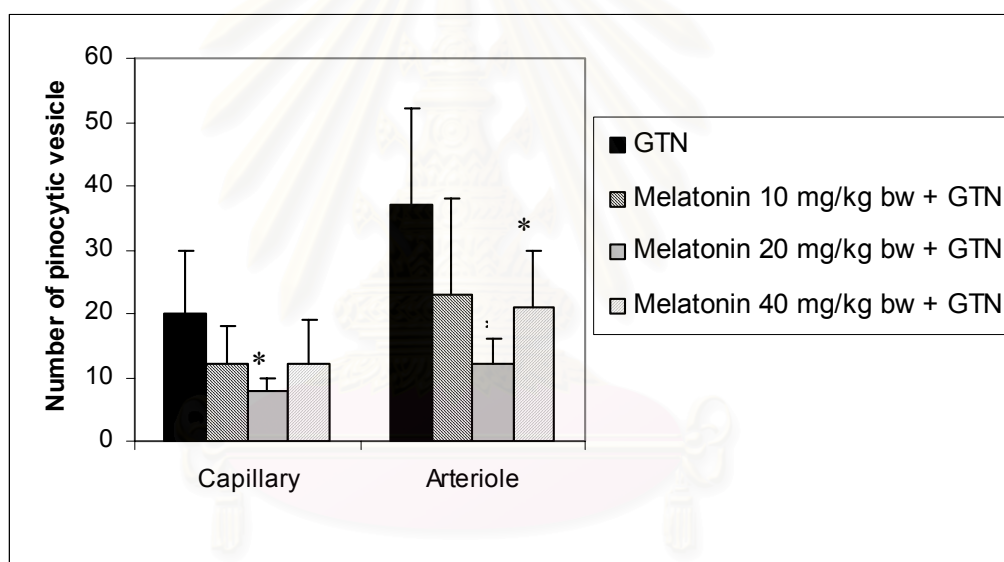 Number of pinocytic vesicle
60
50
40
30
20
10
0
*
*
Capillary
Arteriole
GTN
Melatonin 10 mg/kg bw + GTN
Melatonin 20 mg/kg bw + GTN
Melatonin 40 mg/kg bw + GTN